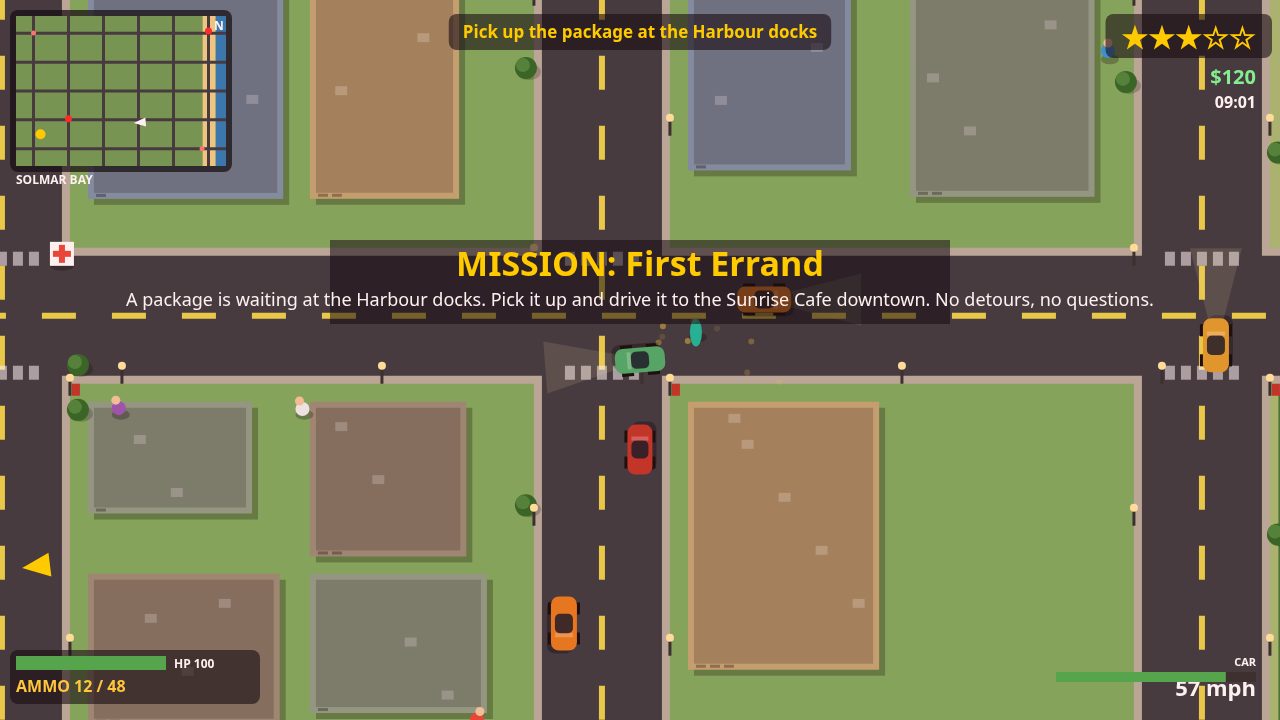 N
Pick up the package at the Harbour docks
$120
09:01
SOLMAR BAY
MISSION: First Errand
A package is waiting at the Harbour docks. Pick it up and drive it to the Sunrise Cafe downtown. No detours, no questions.
HP 100
AMMO 12 / 48
CAR
57 mph